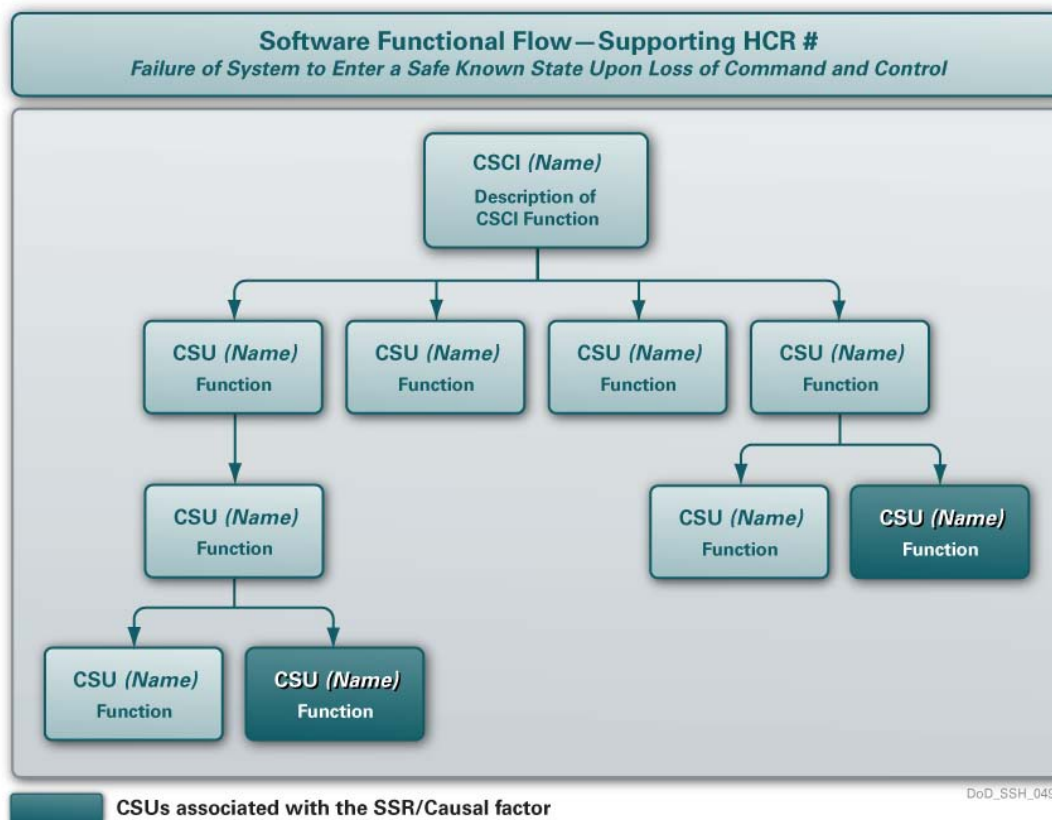 Software Functional Flow—Supporting HCR #
Failure of System to Enter a Safe Known State Upon Loss of Command and Control
CSCI (Name)
Description of
CSCI Function
CSU (Name)
Function
CSU (Name)
Function
CSU (Name)
Function
CSU (Name)
Function
CSU (Name)
Function
CSU (Name)
Function
CSU (Name)
Function
CSU (Name)
Function
CSU (Name)
Function
DoD_SSH_049
CSUs associated with the SSR/Causal factor